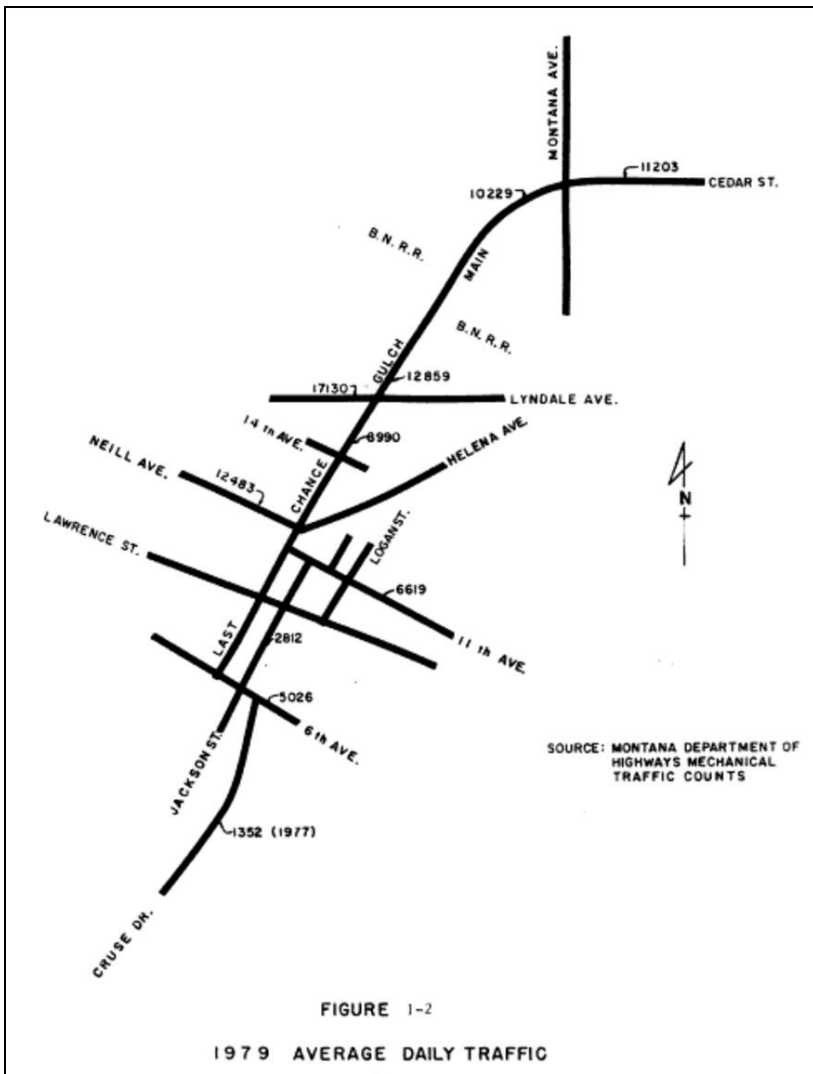 MONTANA AVE.
11203
CEDAR ST.
10229
B.N.R.R.
MAIN
B.N.R.R.
GULCH
12859
17130
LYNDALE AVE.
14th AVE.
HELENA AVE.
NEILL AVE.
CHANCE
12483
N
LAWRENCE ST.
LOGAN ST.
6619
LAST
2812
11th AVE.
5026
6th AVE.
JACKSON ST.
SOURCE: MONTANA DEPARTMENT OF
HIGHWAYS MECHANICAL
TRAFFIC COUNTS
1352 (1977)
CRUSE DR.
FIGURE 1-2
1979 AVERAGE DAILY TRAFFIC